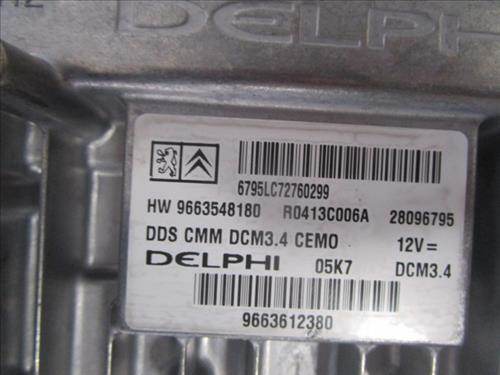 DELPHI
6795LC72760299
HW 9663548180 R0413C006A 28096795
DDS CMM DCM3.4 CEMO 12V=
DELPHI 05K7 DCM3.4
9663612380